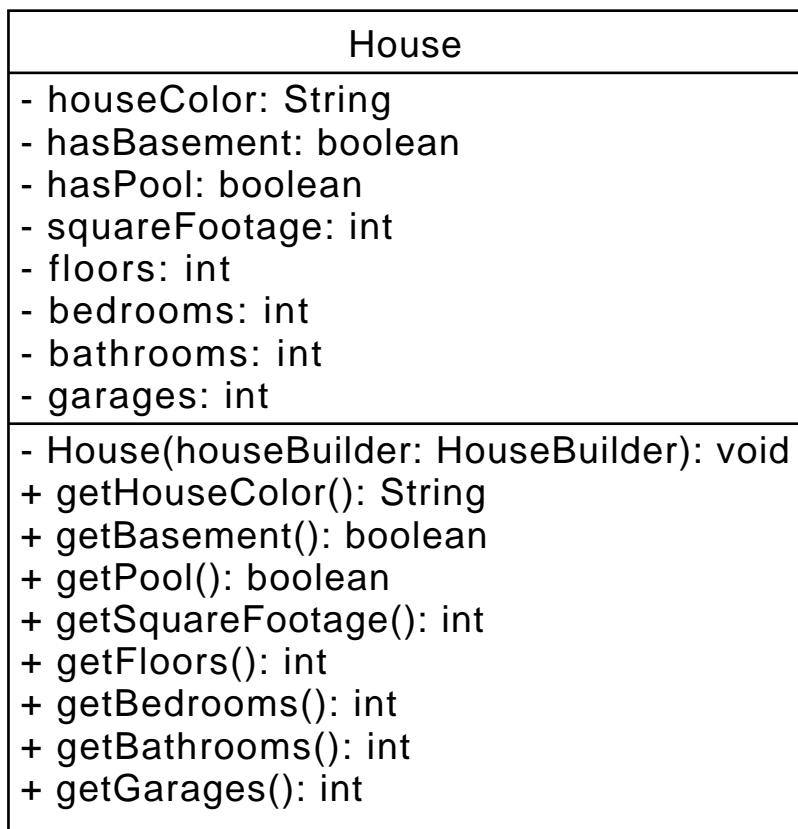 House
- houseColor: String
- hasBasement: boolean
- hasPool: boolean
- squareFootage: int
- floors: int
- bedrooms: int
- bathrooms: int
- garages: int
- House(houseBuilder: HouseBuilder): void
+ getHouseColor(): String
+ getBasement(): boolean
+ getPool(): boolean
+ getSquareFootage(): int
+ getFloors(): int
+ getBedrooms(): int
+ getBathrooms(): int
+ getGarages(): int